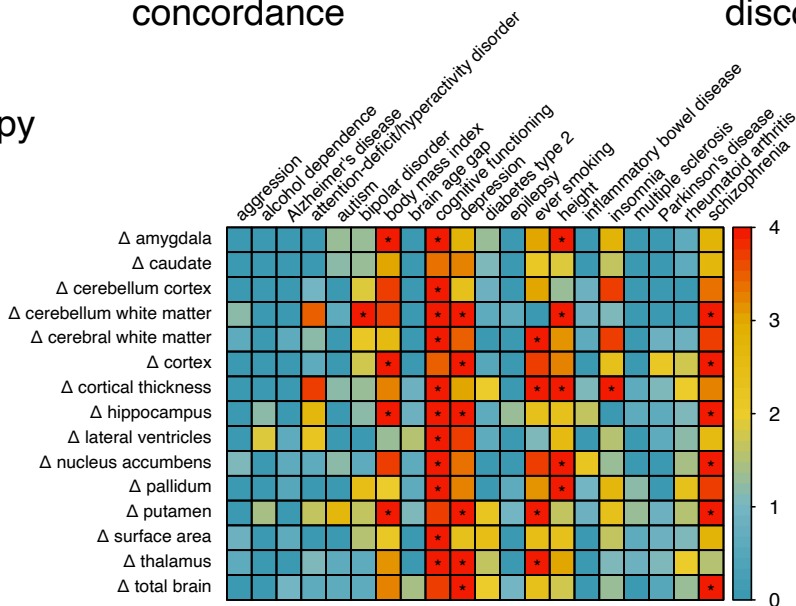 concordance
disco
py
aggression
alcohol dependence
Alzheimer's disease
attention-deficit/hyperactivity disorder
autism
bipolar disorder
body mass index
brain age gap
cognitive functioning
depression
diabetes type 2
epilepsy
ever smoking
height
inflammatory bowel disease
insomnia
multiple sclerosis
Parkinson's disease
rheumatoid arthritis
schizophrenia
Δ amygdala * * *
Δ caudate
Δ cerebellum cortex *
Δ cerebellum white matter * * * * *
Δ cerebral white matter * *
Δ cortex * * *
Δ cortical thickness * * * *
Δ hippocampus * * * *
Δ lateral ventricles *
Δ nucleus accumbens * * *
Δ pallidum * *
Δ putamen * * * *
Δ surface area *
Δ thalamus * * *
Δ total brain * *
4
3
2
1
0